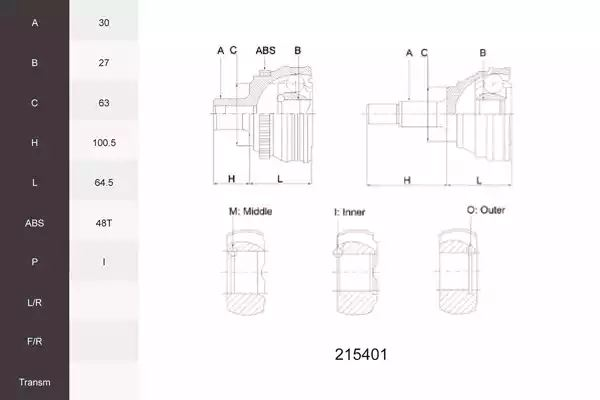 A 30
B 27
C 63
H 100.5
L 64.5
ABS 48T
P I
L/R
F/R
Transm
A C ABS B
H L
A C B
H L
M: Middle
I: Inner
O: Outer
215401